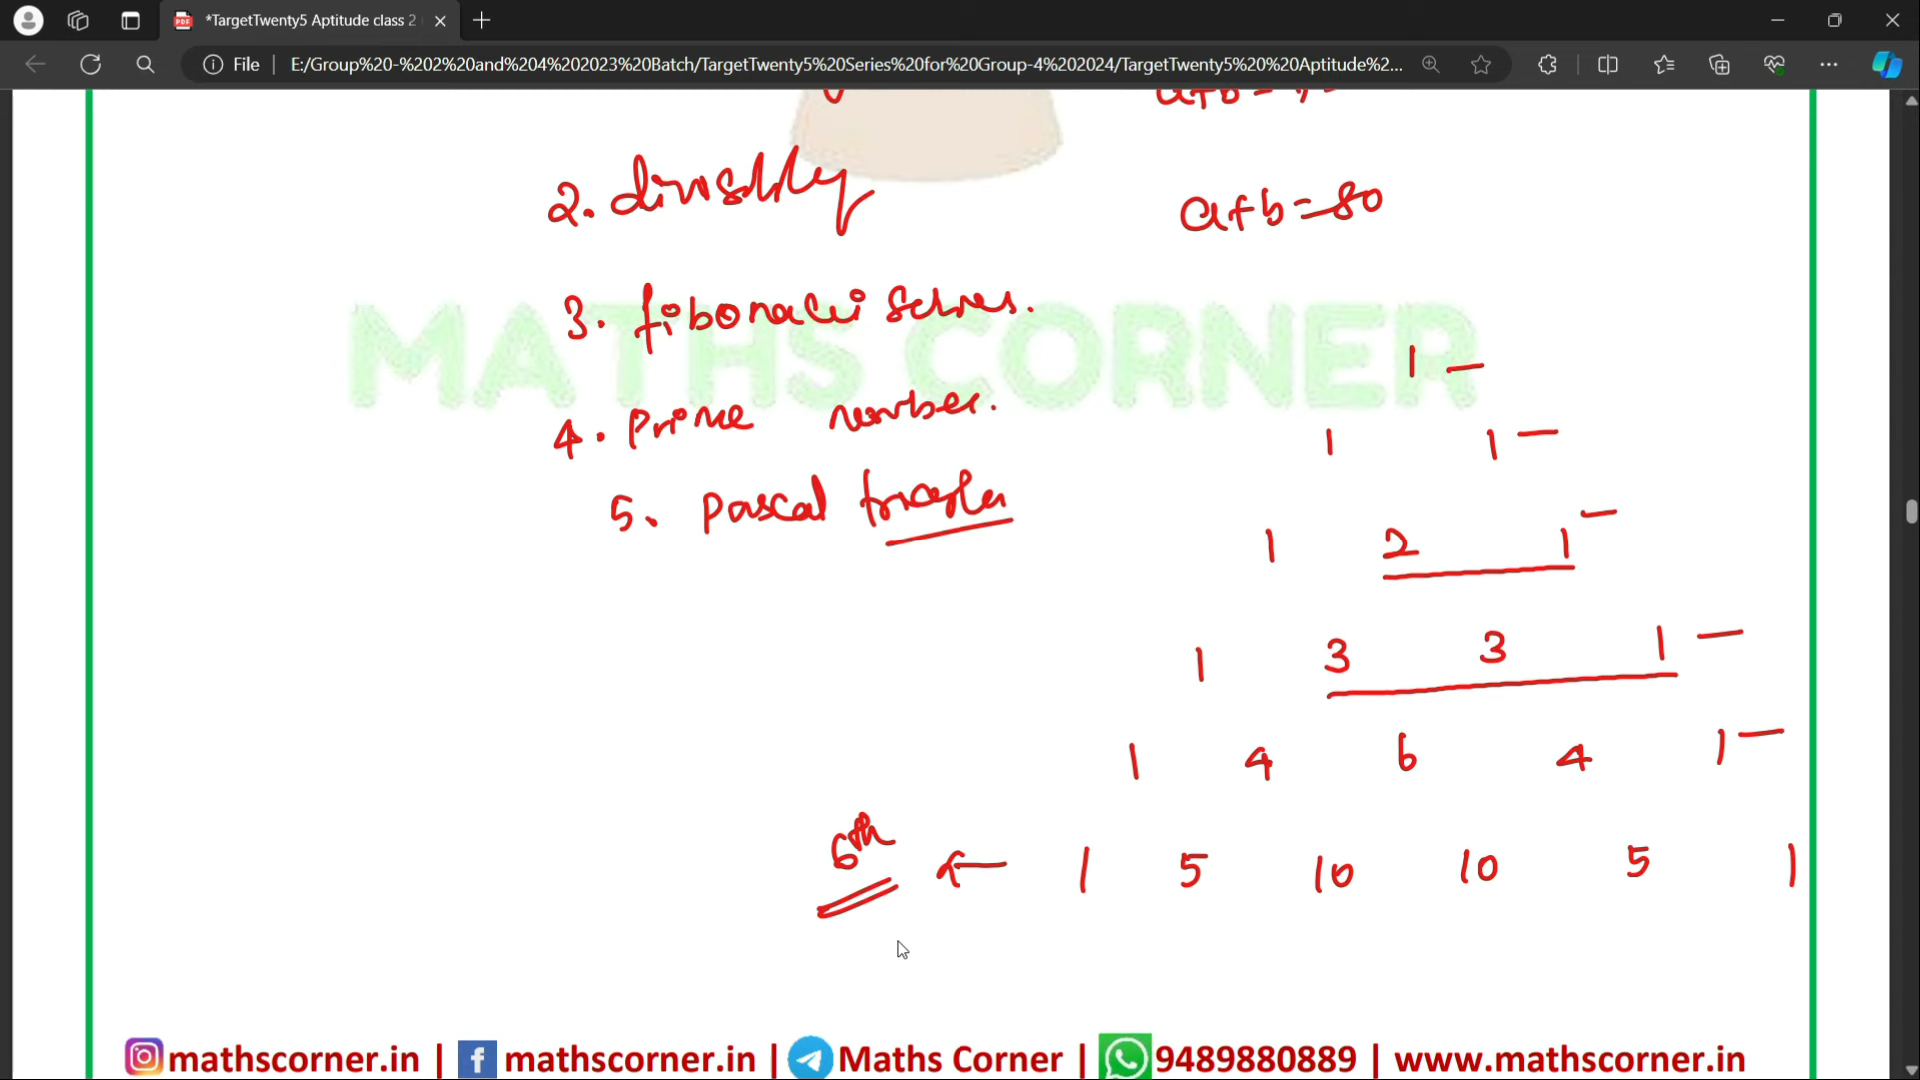 *TargetTwenty5 Aptitude class 2
File | E:/Group%20-%202%20and%204%202023%20Batch/TargetTwenty5%20Series%20for%20Group-4%202024/TargetTwenty5%20%20Aptitude%2...
2. divisblity
a+b=80
3. fibonacci Series.
MATHS CORNER
4. Prime number.
5. Pascal triangle
1 –
1 1 –
1 2 1 –
1 3 3 1 –
1 4 6 4 1 –
6th ← 1 5 10 10 5 1
mathscorner.in | mathscorner.in | Maths Corner | 9489880889 | www.mathscorner.in